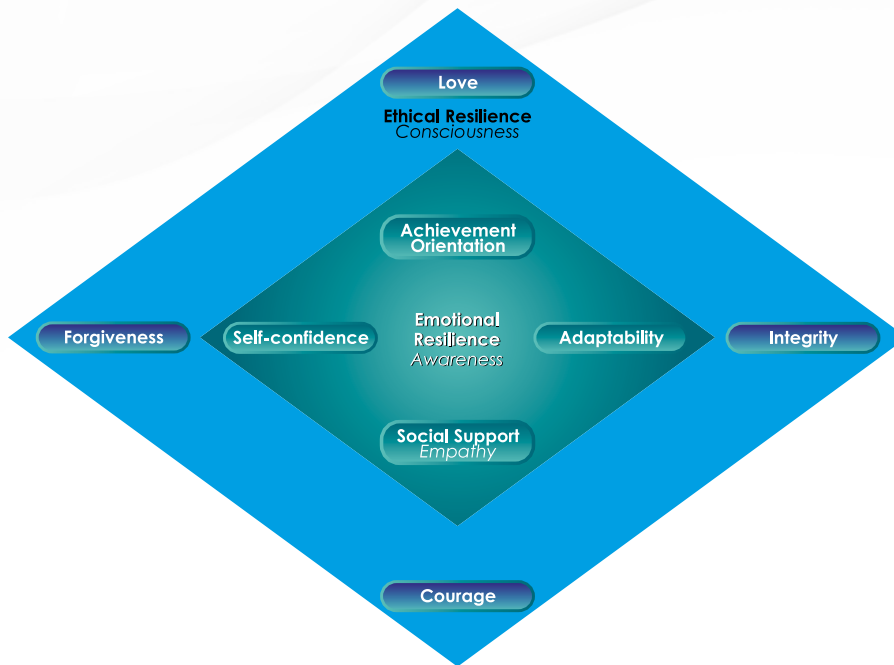 Love
Ethical Resilience
Consciousness
Achievement
Orientation
Forgiveness
Self-confidence
Emotional
Resilience
Awareness
Adaptability
Integrity
Social Support
Empathy
Courage